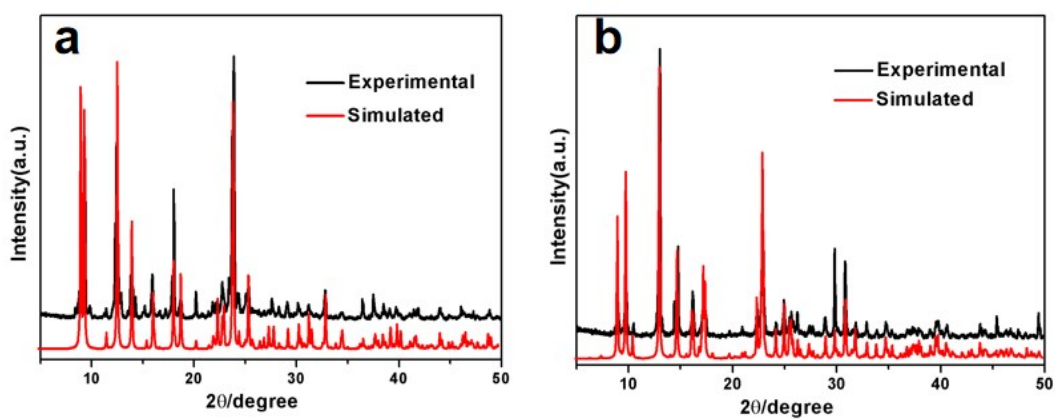 a
Experimental
Simulated
Intensity(a.u.)
10 20 30 40 50
2θ/degree
b
Experimental
Simulated
Intensity(a.u.)
10 20 30 40 50
2θ/degree